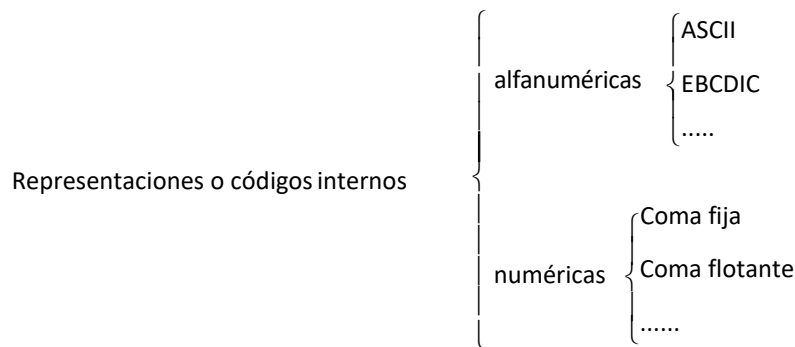 Representaciones o códigos internos
alfanuméricas
ASCII
EBCDIC
.....
numéricas
Coma fija
Coma flotante
......